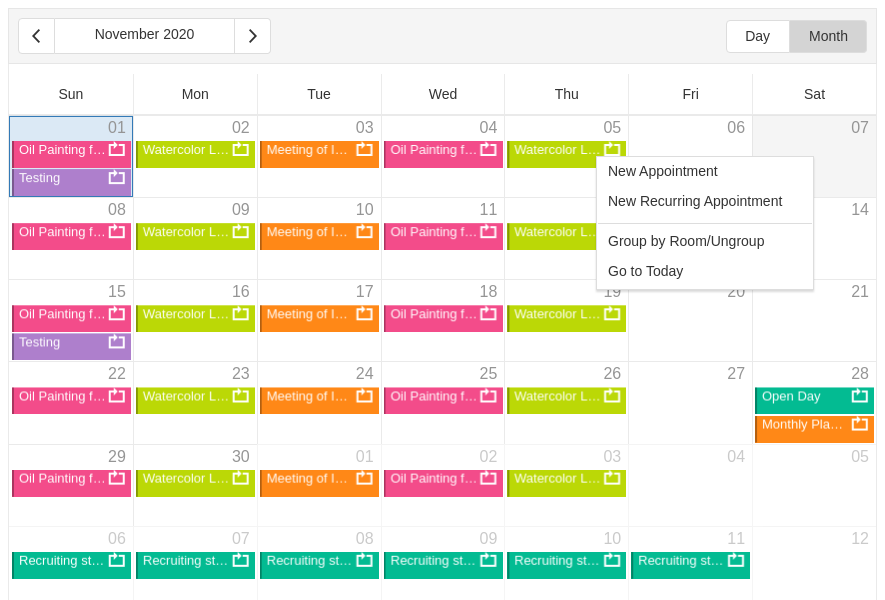 November 2020
Day Month
Sun Mon Tue Wed Thu Fri Sat
01 02 03 04 05 06 07
Oil Painting f... Watercolor L... Meeting of I... Oil Painting f... Watercolor L...
Testing
New Appointment
New Recurring Appointment
Group by Room/Ungroup
Go to Today
08 09 10 11 14
Oil Painting f... Watercolor L... Meeting of I... Oil Painting f... Watercolor L...
15 16 17 18 19 20 21
Oil Painting f... Watercolor L... Meeting of I... Oil Painting f... Watercolor L...
Testing
22 23 24 25 26 27 28
Oil Painting f... Watercolor L... Meeting of I... Oil Painting f... Watercolor L... Open Day
Monthly Pla...
29 30 01 02 03 04 05
Oil Painting f... Watercolor L... Meeting of I... Oil Painting f... Watercolor L...
06 07 08 09 10 11 12
Recruiting st... Recruiting st... Recruiting st... Recruiting st... Recruiting st... Recruiting st...